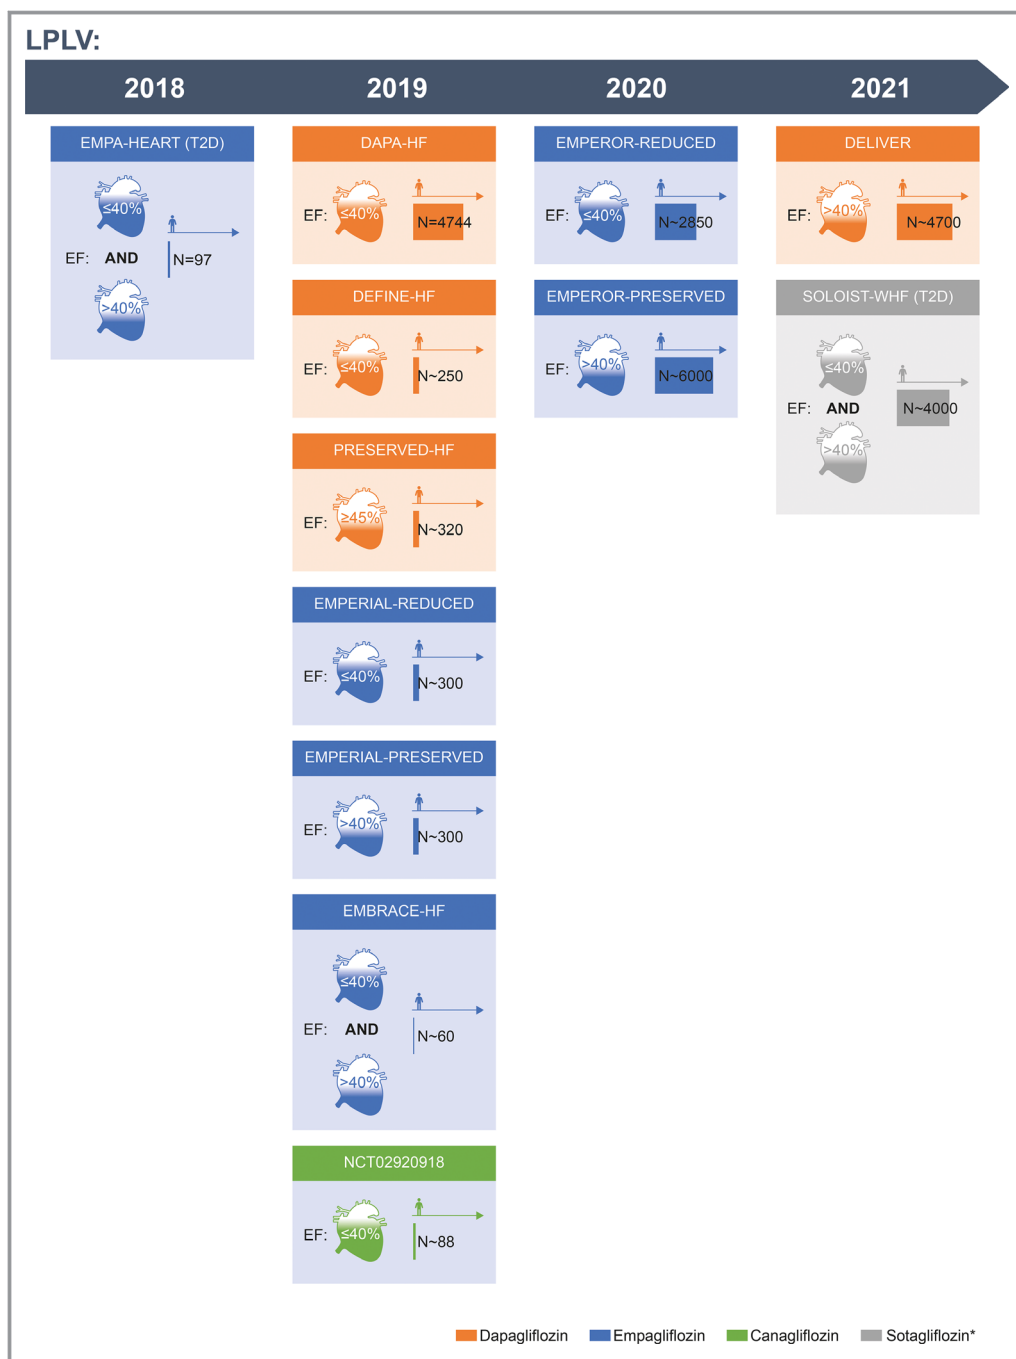 LPLV:
2018 2019 2020 2021
EMPA-HEART (T2D)
≤40%
EF: AND N=97
>40%
DAPA-HF
EF: ≤40% N=4744
DEFINE-HF
EF: ≤40% N~250
PRESERVED-HF
EF: ≥45% N~320
EMPERIAL-REDUCED
EF: ≤40% N~300
EMPERIAL-PRESERVED
EF: >40% N~300
EMBRACE-HF
≤40%
EF: AND N~60
>40%
NCT02920918
EF: ≤40% N~88
EMPEROR-REDUCED
EF: ≤40% N~2850
EMPEROR-PRESERVED
EF: >40% N~6000
DELIVER
EF: >40% N~4700
SOLOIST-WHF (T2D)
≤40%
EF: AND N~4000
>40%
Dapagliflozin Empagliflozin Canagliflozin Sotagliflozin*